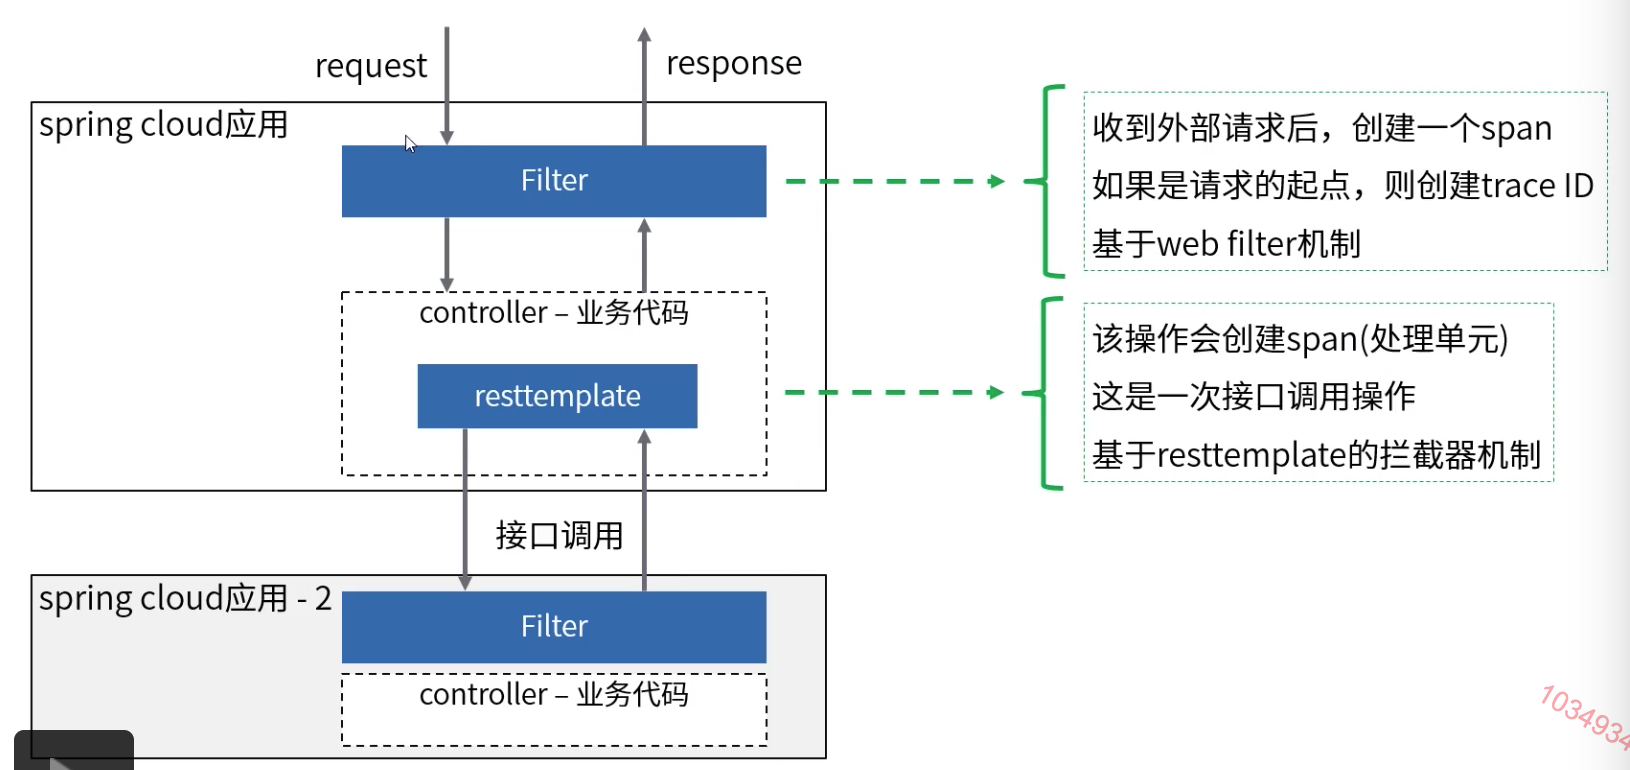 request
response
spring cloud应用
Filter
收到外部请求后，创建一个span
如果是请求的起点，则创建trace ID
基于web filter机制
controller – 业务代码
resttemplate
该操作会创建span(处理单元)
这是一次接口调用操作
基于resttemplate的拦截器机制
接口调用
spring cloud应用 - 2
Filter
controller – 业务代码
1034934